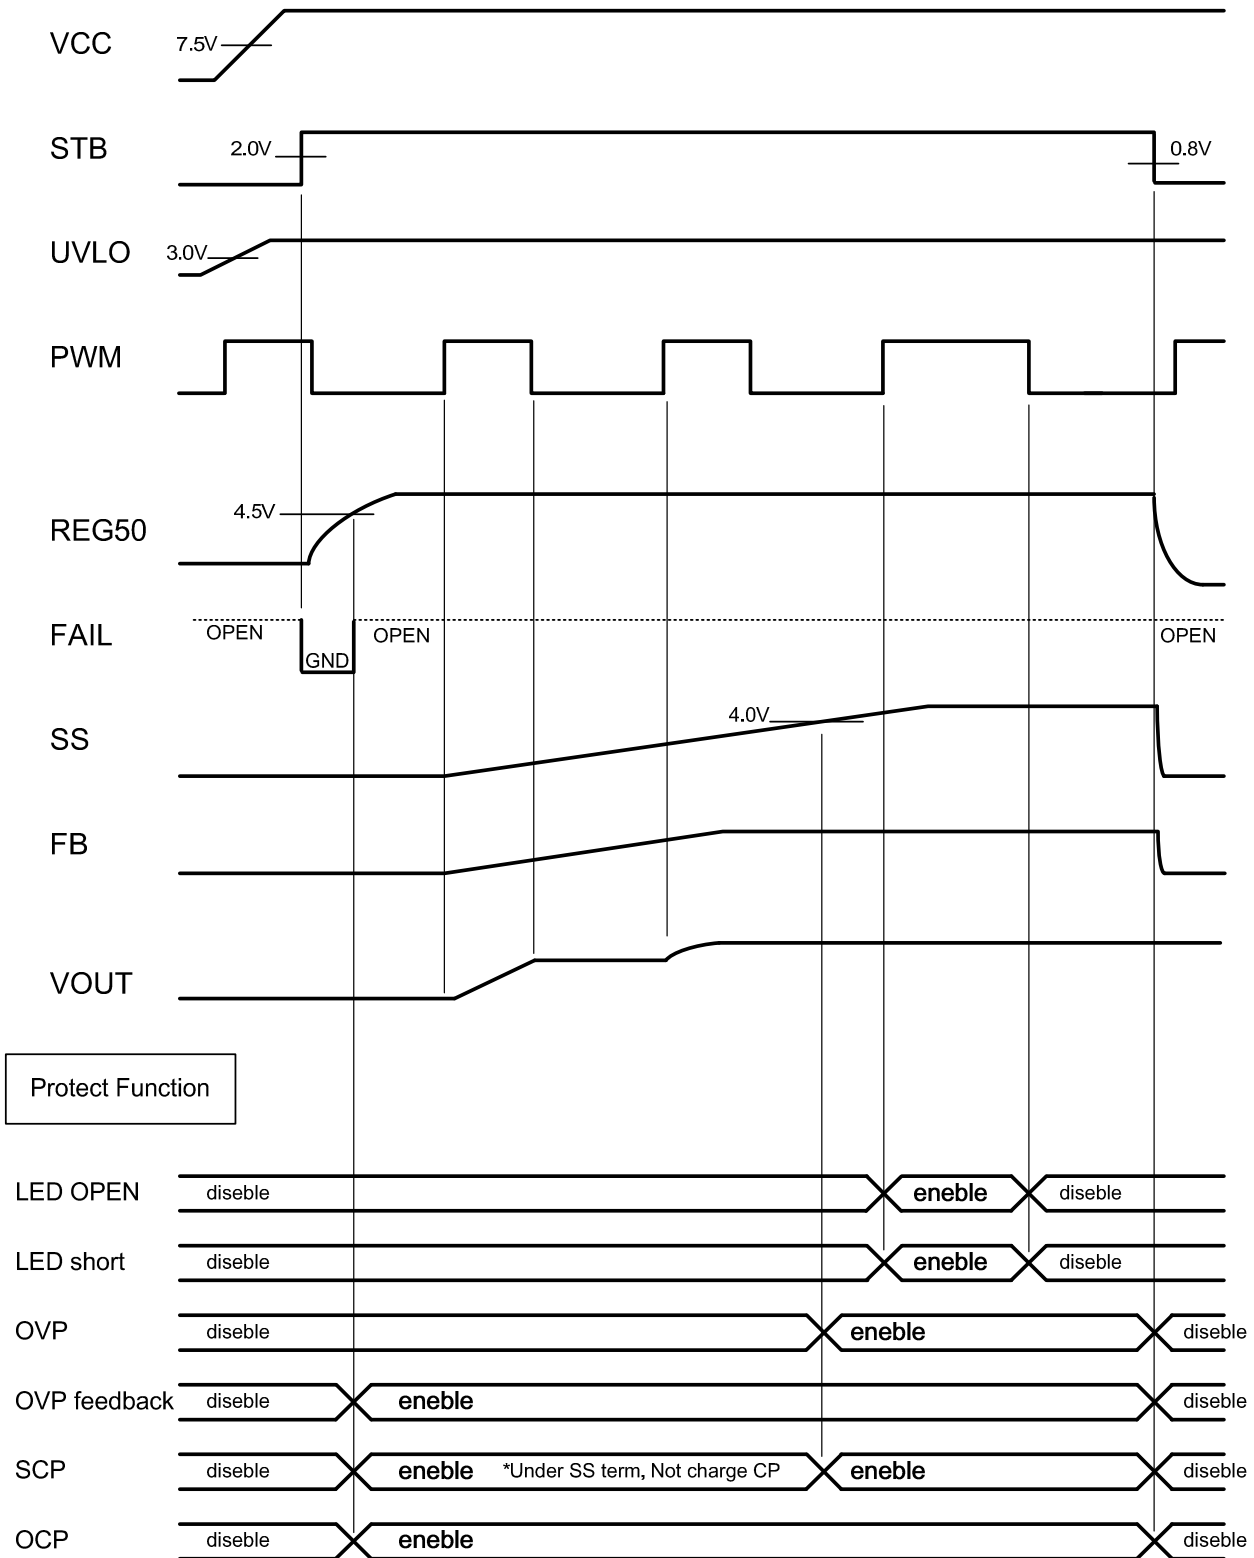 VCC
7.5V
STB
2.0V
0.8V
UVLO
3.0V
PWM
REG50
4.5V
FAIL
OPEN
GND
OPEN
OPEN
SS
4.0V
FB
VOUT
Protect Function
LED OPEN diseble eneble diseble
LED short diseble eneble diseble
OVP diseble eneble diseble
OVP feedback diseble eneble diseble
SCP diseble eneble *Under SS term, Not charge CP eneble diseble
OCP diseble eneble diseble